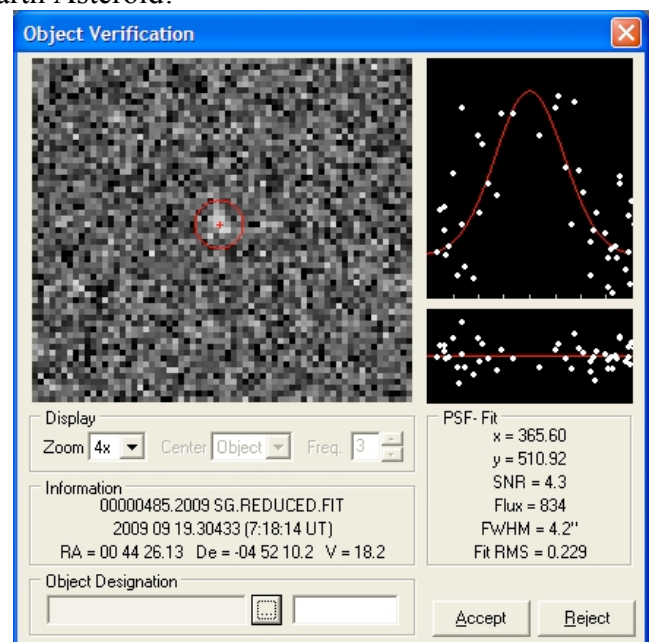 Object Verification
Display
Zoom 4x Center Object Freq. 3
Information
00000485.2009 SG.REDUCED.FIT
2009 09 19.30433 (7:18:14 UT)
RA = 00 44 26.13 De = -04 52 10.2 V = 18.2
Object Designation
...
PSF- Fit
x = 365.60
y = 510.92
SNR = 4.3
Flux = 834
FWHM = 4.2"
Fit RMS = 0.229
Accept Reject